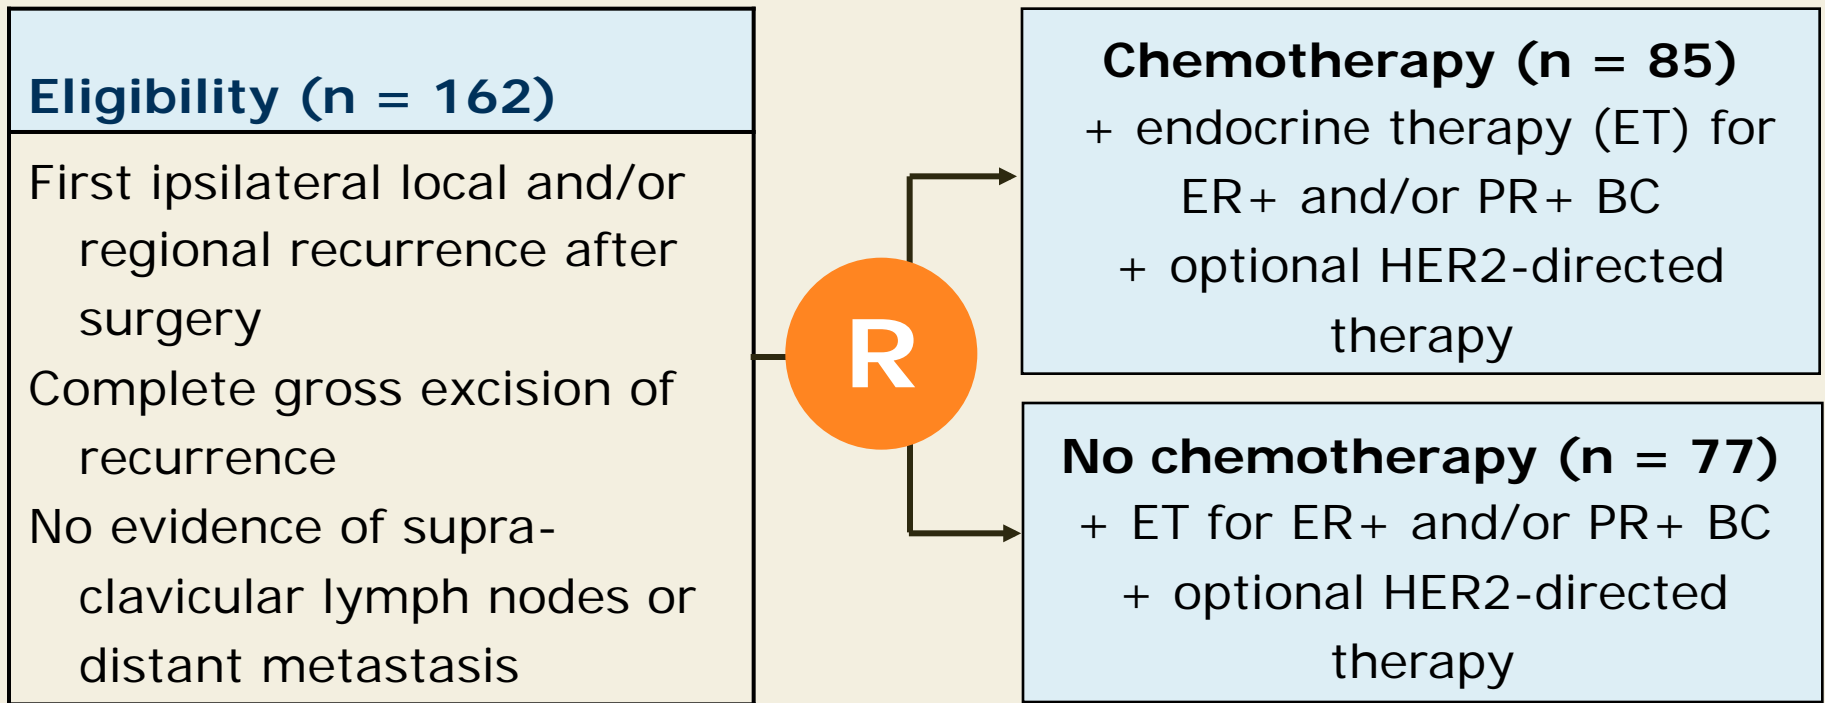 Eligibility (n = 162)
First ipsilateral local and/or
regional recurrence after
surgery
Complete gross excision of
recurrence
No evidence of supra-
clavicular lymph nodes or
distant metastasis
R
Chemotherapy (n = 85)
+ endocrine therapy (ET) for
ER+ and/or PR+ BC
+ optional HER2-directed
therapy
No chemotherapy (n = 77)
+ ET for ER+ and/or PR+ BC
+ optional HER2-directed
therapy